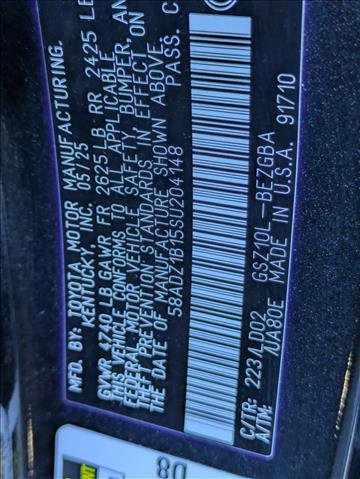 MFD. BY: TOYOTA MOTOR MANUFACTURING.
KENTUCKY, INC. 05/25
GVWR 4740 LB GAWR FR 2625 LB RR 2425 LB
THIS VEHICLE CONFORMS TO ALL APPLICABLE
FEDERAL MOTOR VEHICLE SAFETY, BUMPER, AND
THEFT PREVENTION STANDARDS IN EFFECT ON
THE DATE OF MANUFACTURE SHOWN ABOVE.
58ADZ1B15SU204148 PASS. C
C/TR: 223 LD02 GSZ10L-BEZGBA
A/TM: /UA80E MADE IN U.S.A. 91710